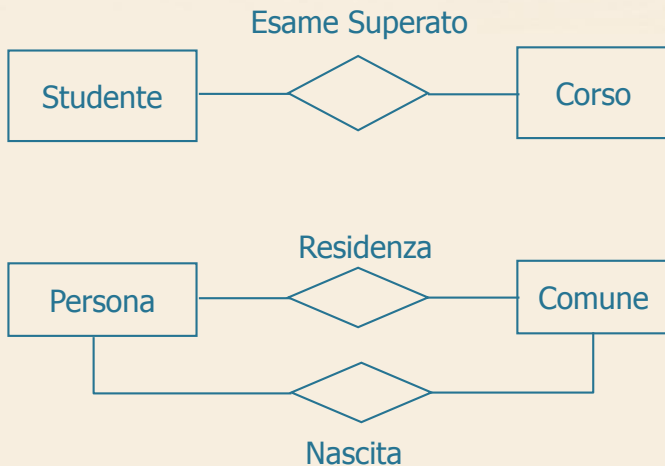 Esame Superato
Studente
Corso
Residenza
Persona
Comune
Nascita